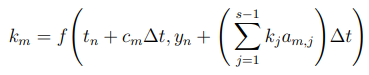 $k_m = f\left(t_n + c_m \Delta t, y_n + \left(\sum_{j=1}^{s-1} k_j a_{m,j}\right) \Delta t\right)$